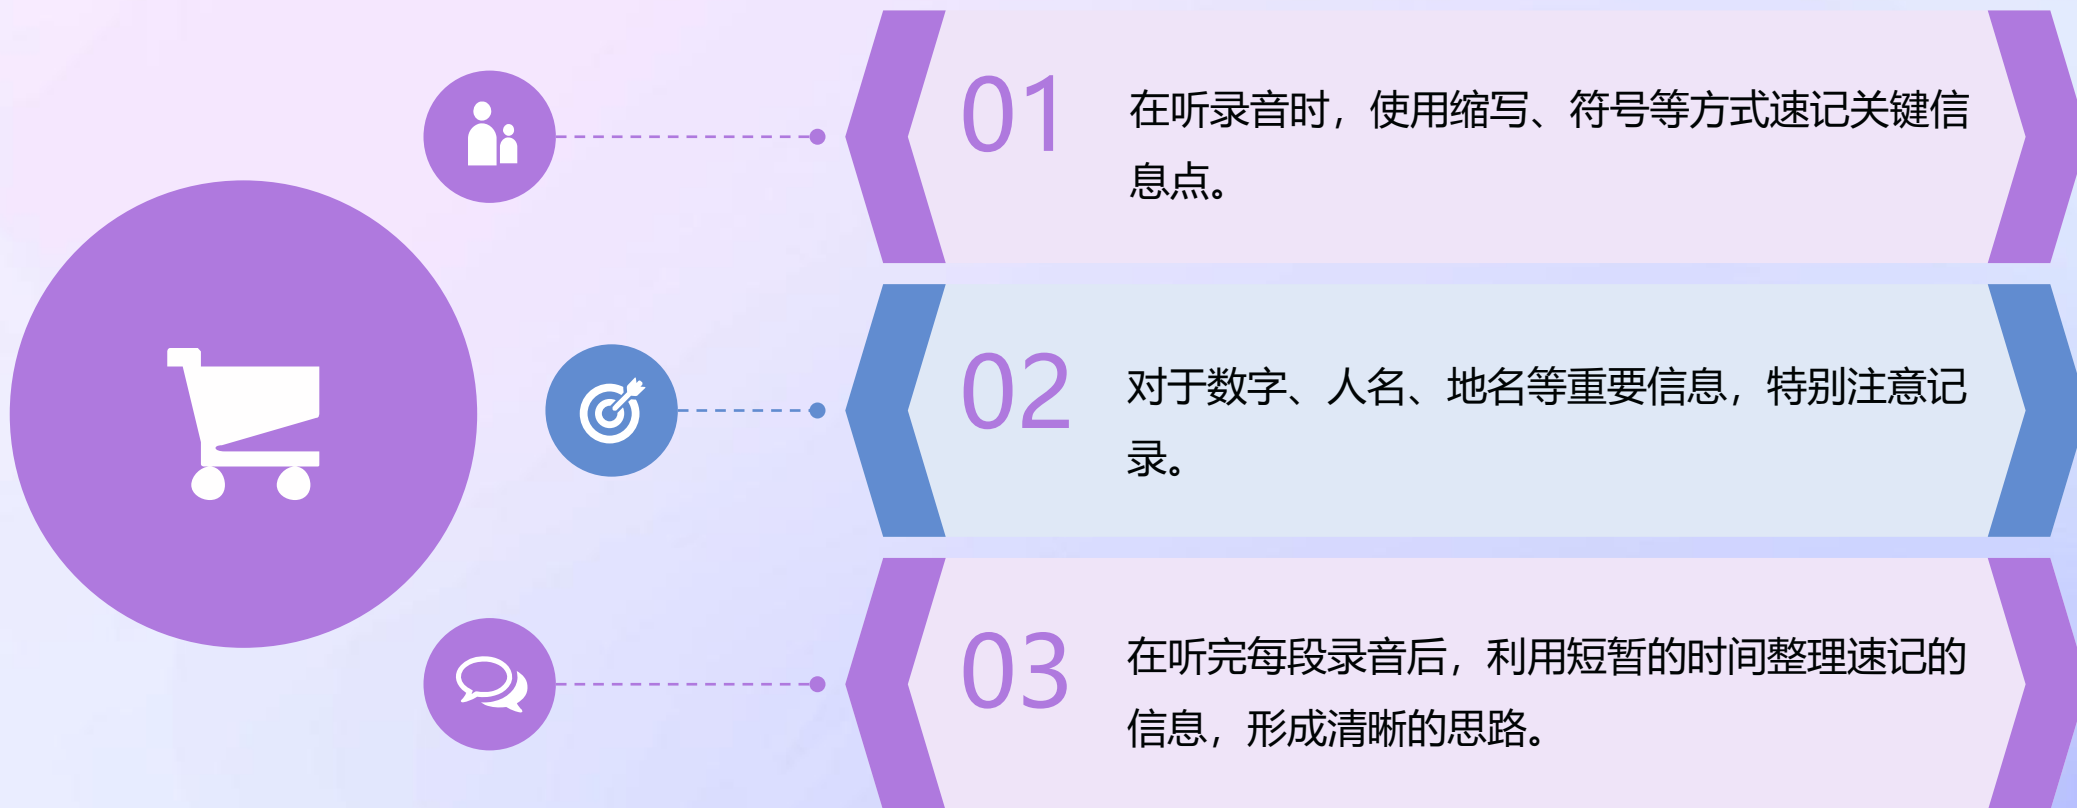 01
在听录音时，使用缩写、符号等方式速记关键信
息点。
02
对于数字、人名、地名等重要信息，特别注意记
录。
03
在听完每段录音后，利用短暂的时间整理速记的
信息，形成清晰的思路。